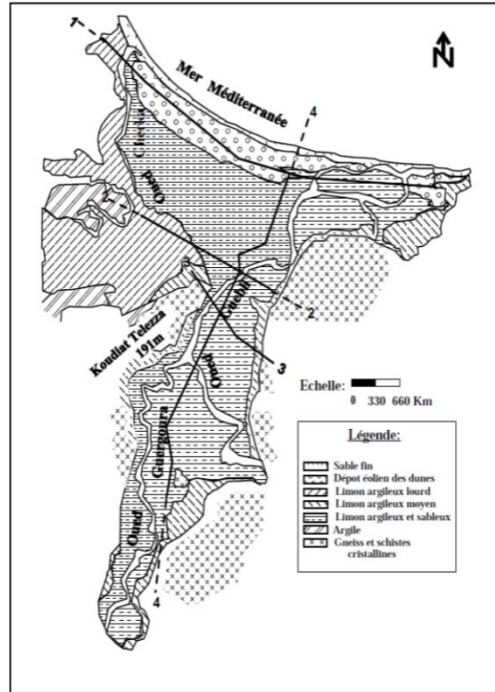 1
N
Mer Méditerranée
4
Oued
2
Guebli
Koudiat Telezza
191m
3
Oued
Echelle:
0 330 660 Km
Guergoura
Oued
4
Légende:
Sable fin
Dépot éolien des dunes
Limon argileux lourd
Limon argileux moyen
Limon argileux et sableux
Argile
Gneiss et schistes
cristallines